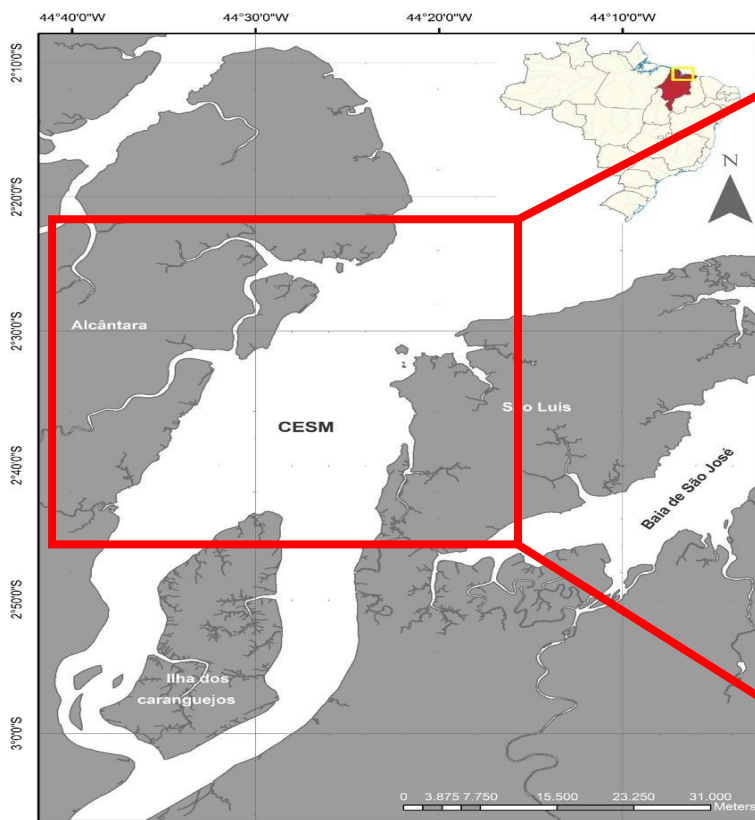 44°40'0"O 44°30'0"O 44°20'0"O 44°10'0"O
2°10'0"S
2°20'0"S
2°30'0"S
2°40'0"S
2°50'0"S
3°0'0"S
N
Alcântara
São Luis
CESM
Baia de São José
Ilha dos
caranguejos
0 3.875 7.750 15.500 23.250 31.000
Meters